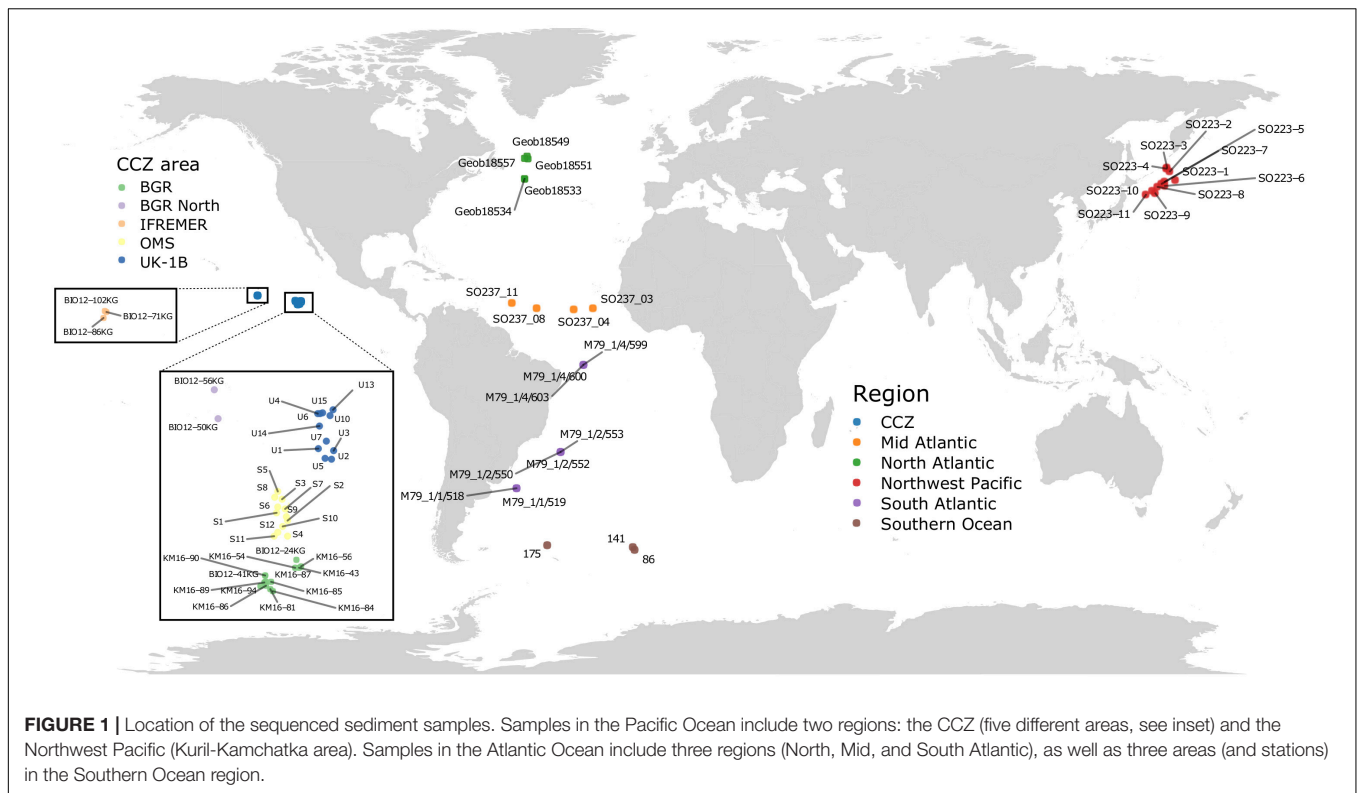 Geob18549
Geob18557
Geob18551
Geob18533
Geob18534
SO223–2
SO223–5
SO223–3
SO223–7
SO223–4
SO223–1
SO223–6
SO223–10
SO223–8
SO223–11
SO223–9
CCZ area
BGR
BGR North
IFREMER
OMS
UK-1B
BIO12–102KG
BIO12–71KG
BIO12–86KG
SO237_11
SO237_03
SO237_08
SO237_04
M79_1/4/599
M79_1/4/600
M79_1/4/603
M79_1/2/553
M79_1/2/552
M79_1/2/550
M79_1/1/518
M79_1/1/519
175
141
86
Region
CCZ
Mid Atlantic
North Atlantic
Northwest Pacific
South Atlantic
Southern Ocean
BIO12–56KG
BIO12–50KG
U13
U15
U4
U6
U10
U14
U7
U3
U1
U2
U5
S5
S8
S3
S7
S2
S6
S9
S1
S12
S10
S11
S4
BIO12–24KG
KM16–54
KM16–56
KM16–90
BIO12–41KG
KM16–87
KM16–43
KM16–89
KM16–94
KM16–85
KM16–86
KM16–81
KM16–84
FIGURE 1 | Location of the sequenced sediment samples. Samples in the Pacific Ocean include two regions: the CCZ (five different areas, see inset) and the
Northwest Pacific (Kuril-Kamchatka area). Samples in the Atlantic Ocean include three regions (North, Mid, and South Atlantic), as well as three areas (and stations)
in the Southern Ocean region.